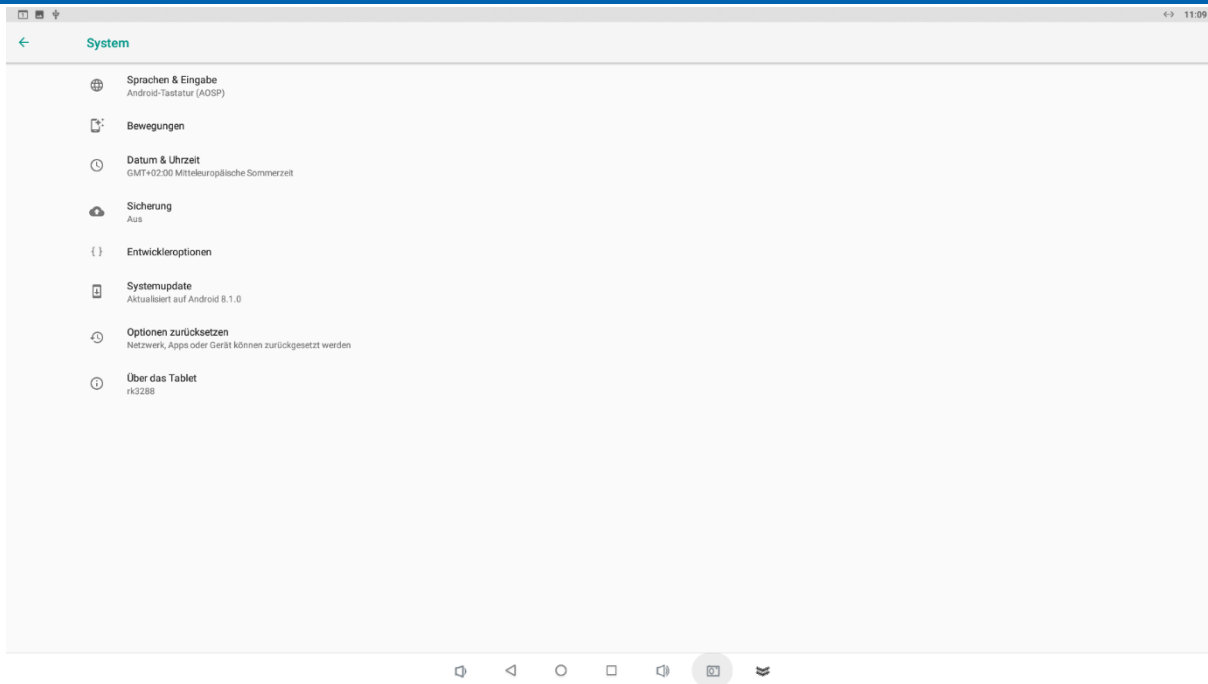 11:09
System
Sprachen & Eingabe
Android-Tastatur (AOSP)
Bewegungen
Datum & Uhrzeit
GMT+02:00 Mitteleuropäische Sommerzeit
Sicherung
Aus
{ } Entwickleroptionen
Systemupdate
Aktualisiert auf Android 8.1.0
Optionen zurücksetzen
Netzwerk, Apps oder Gerät können zurückgesetzt werden
Über das Tablet
rk3288